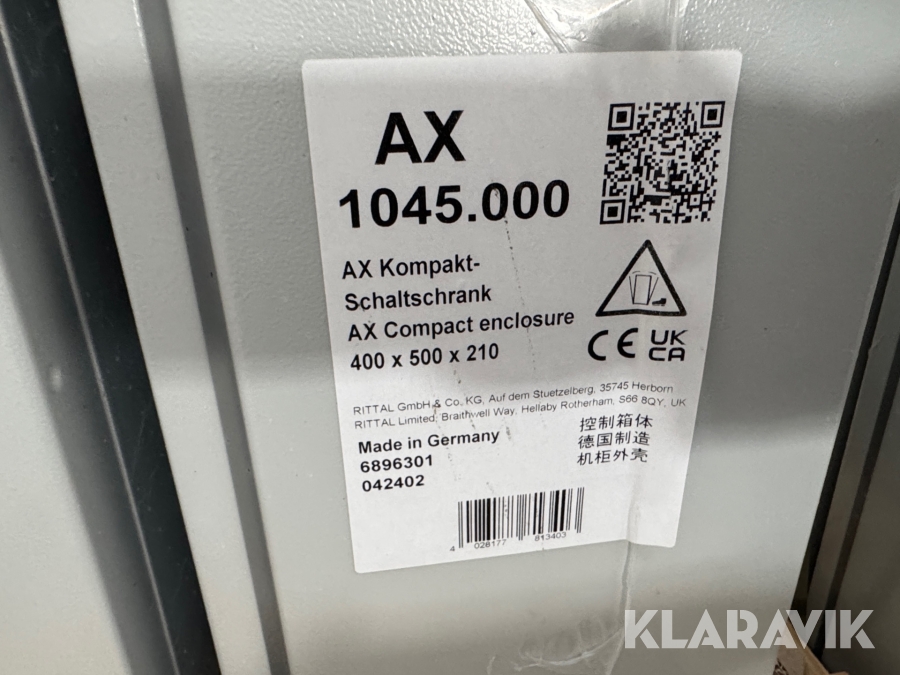 AX
1045.000
AX Kompakt-
Schaltschrank
AX Compact enclosure
400 x 500 x 210
CE UK
CA
RITTAL GmbH & Co. KG, Auf dem Stuetzelberg, 35745 Herborn
RITTAL Limited, Braithwell Way, Hellaby Rotherham, S66 8QY, UK
Made in Germany
6896301
042402
控制箱体
德国制造
机柜外壳
4 028177 813403
KLARAVIK